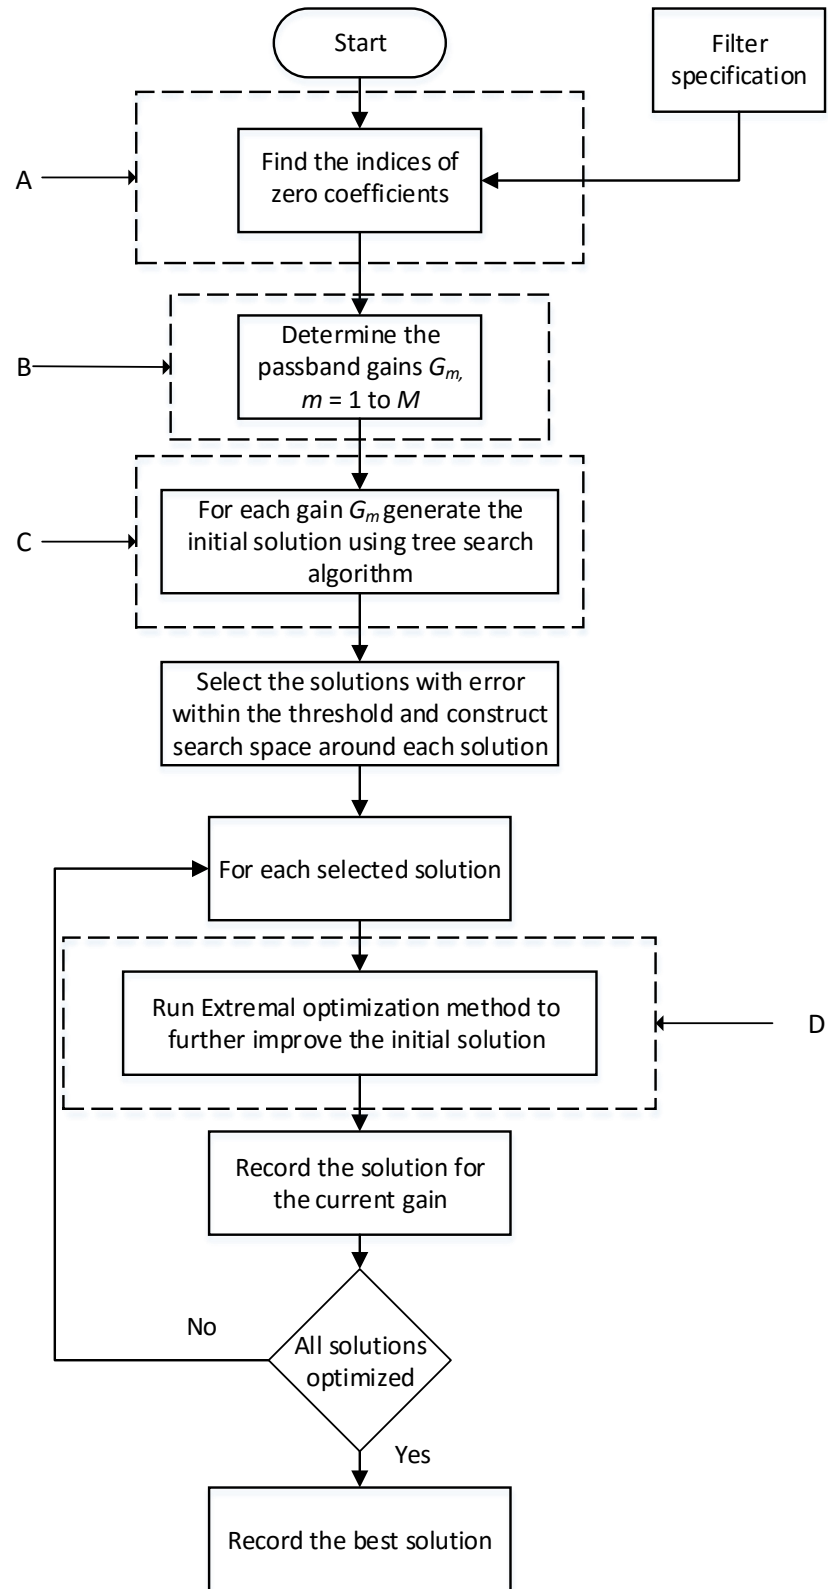 Start
Filter
specification
A
Find the indices of
zero coefficients
B
Determine the
passband gains Gm,
m = 1 to M
C
For each gain Gm generate the
initial solution using tree search
algorithm
Select the solutions with error
within the threshold and construct
search space around each solution
For each selected solution
Run Extremal optimization method to
further improve the initial solution
D
Record the solution for
the current gain
No
All solutions
optimized
Yes
Record the best solution